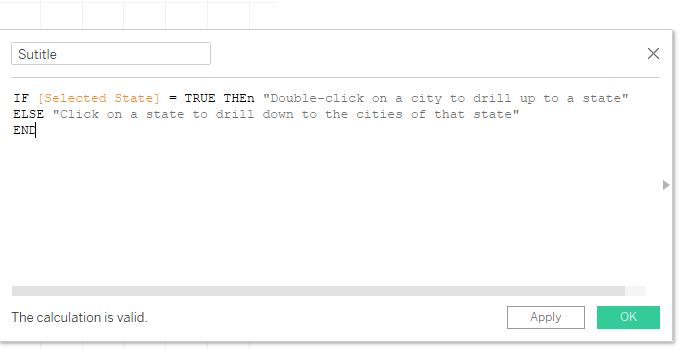 Sutitle
IF [Selected State] = TRUE THEn "Double-click on a city to drill up to a state"
ELSE "Click on a state to drill down to the cities of that state"
END
The calculation is valid.
Apply
OK